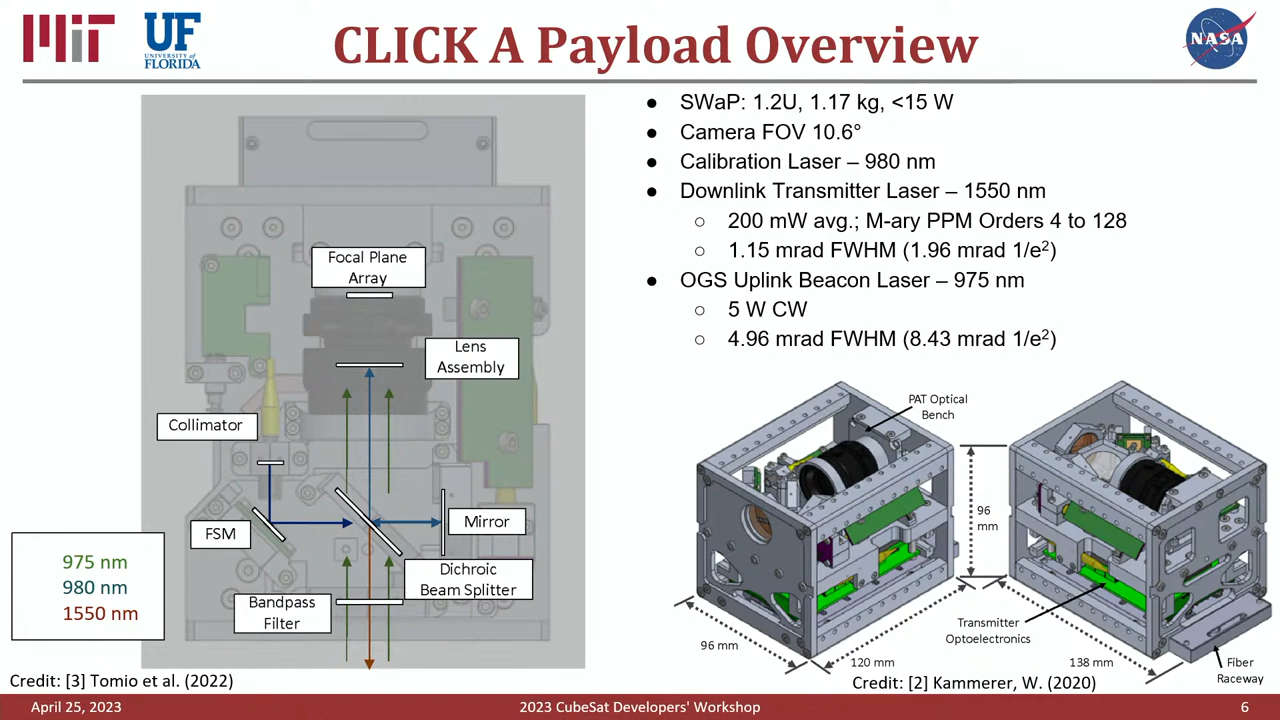 MIT
UF
UNIVERSITY of
FLORIDA
CLICK A Payload Overview
NASA
● SWaP: 1.2U, 1.17 kg, <15 W
● Camera FOV 10.6°
● Calibration Laser – 980 nm
● Downlink Transmitter Laser – 1550 nm
○ 200 mW avg.; M-ary PPM Orders 4 to 128
○ 1.15 mrad FWHM (1.96 mrad 1/e²)
● OGS Uplink Beacon Laser – 975 nm
○ 5 W CW
○ 4.96 mrad FWHM (8.43 mrad 1/e²)
Focal Plane
Array
Lens
Assembly
Collimator
FSM
Mirror
Dichroic
Beam Splitter
Bandpass
Filter
975 nm
980 nm
1550 nm
Credit: [3] Tomio et al. (2022)
PAT Optical
Bench
96
mm
Transmitter
Optoelectronics
96 mm
120 mm
138 mm
Fiber
Raceway
Credit: [2] Kammerer, W. (2020)
April 25, 2023
2023 CubeSat Developers' Workshop
6